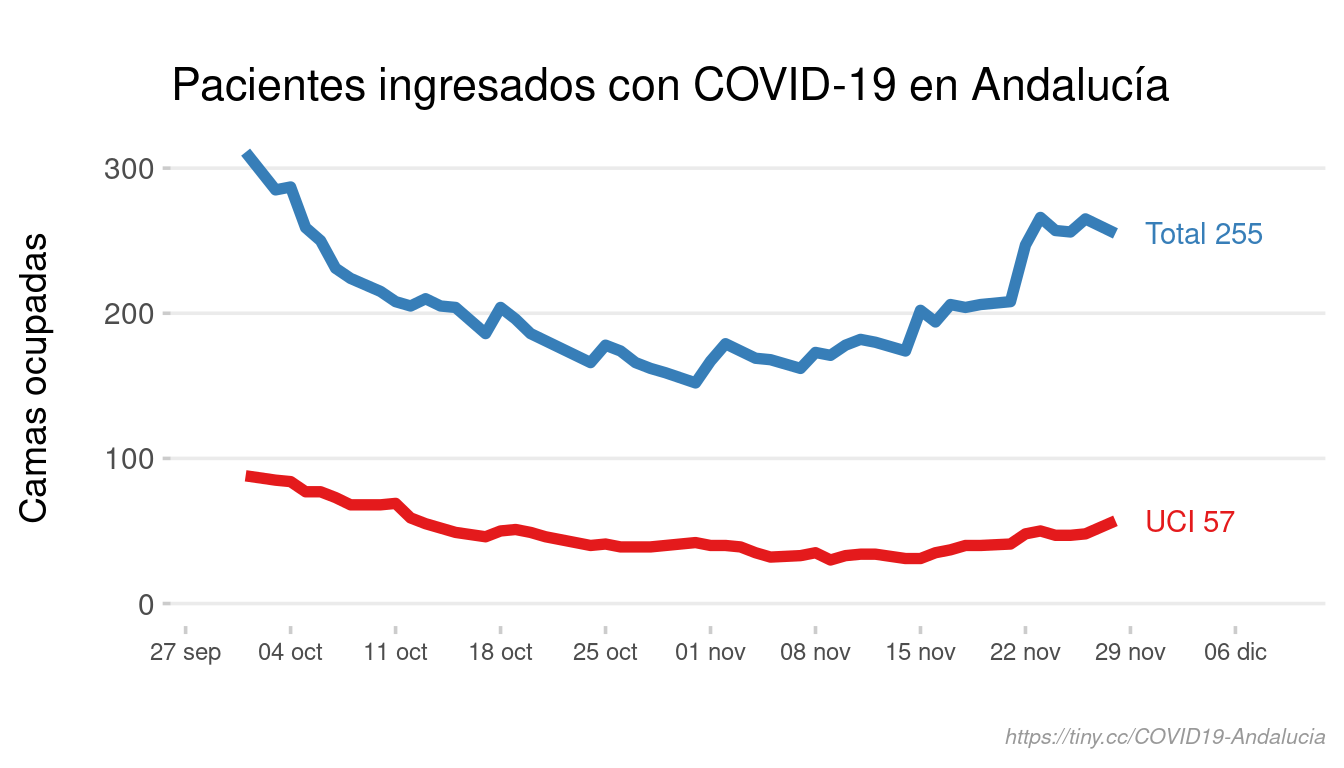 Pacientes ingresados con COVID-19 en Andalucía
Camas ocupadas
300
200
100
0
Total 255
UCI 57
27 sep 04 oct 11 oct 18 oct 25 oct 01 nov 08 nov 15 nov 22 nov 29 nov 06 dic
https://tiny.cc/COVID19-Andalucia